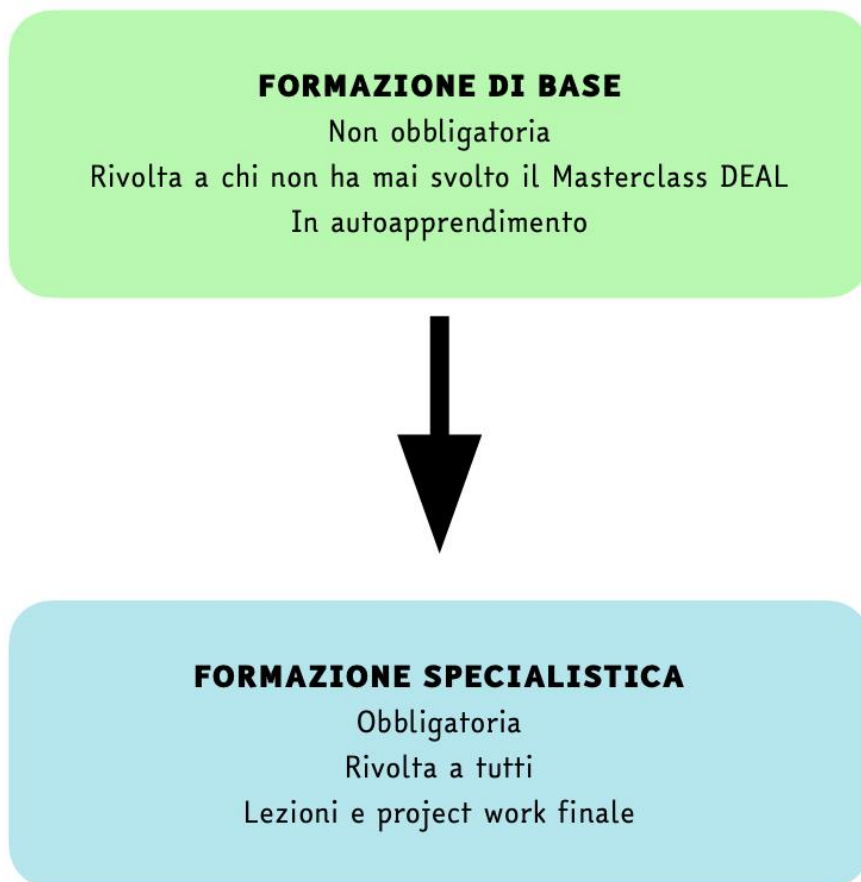 FORMAZIONE DI BASE
Non obbligatoria
Rivolta a chi non ha mai svolto il Masterclass DEAL
In autoapprendimento
FORMAZIONE SPECIALISTICA
Obbligatoria
Rivolta a tutti
Lezioni e project work finale